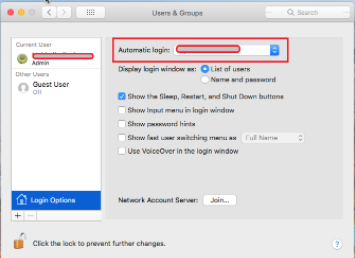 Users & Groups
Search
Current User
Admin
Other Users
Guest User
Off
Login Options
Automatic login:
Display login window as: List of users
Name and password
Show the Sleep, Restart, and Shut Down buttons
Show Input menu in login window
Show password hints
Show fast user switching menu as Full Name
Use VoiceOver in the login window
Network Account Server: Join...
Click the lock to prevent further changes.
?